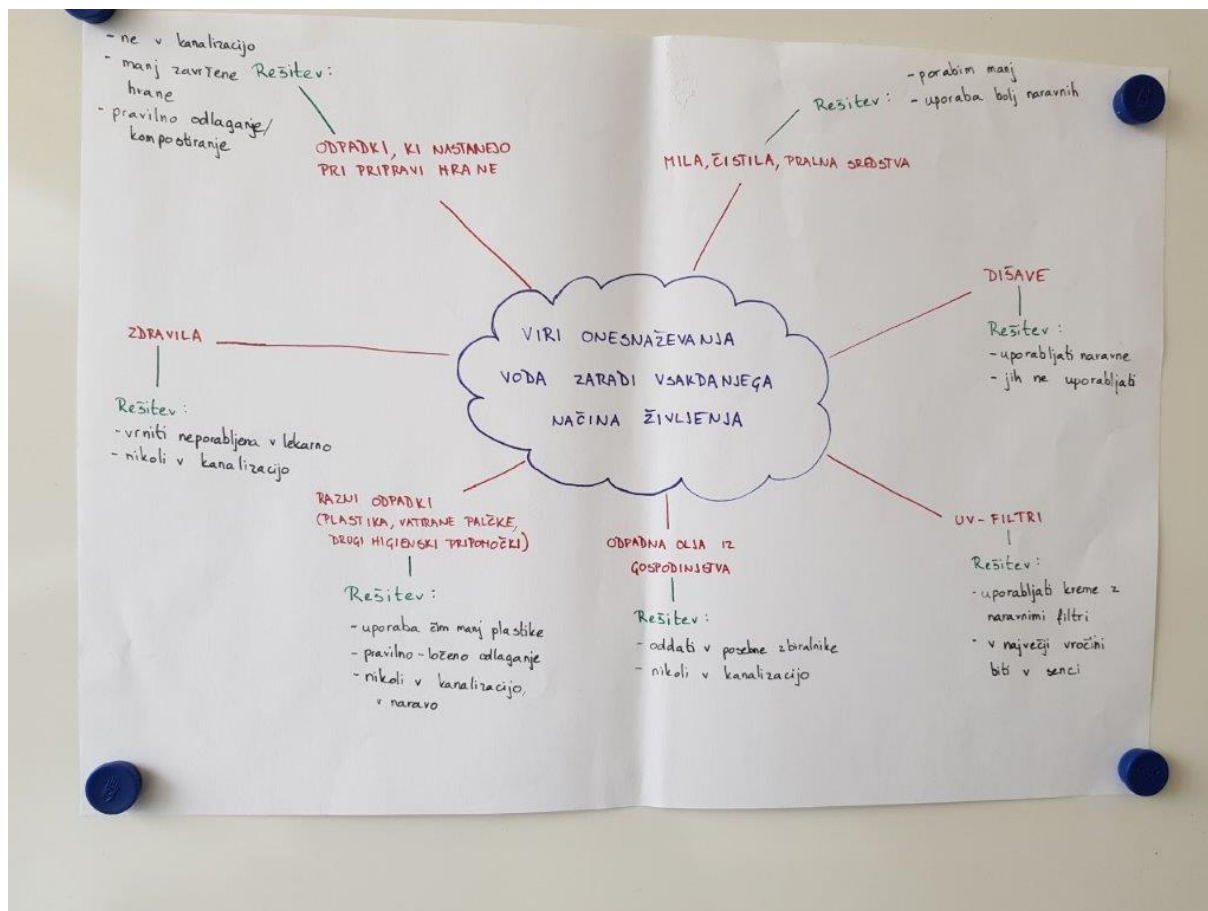 VIRI ONESNAŽEVANJA
VODA ZARADI VSAKDANJEGA
NAČINA ŽIVLJENJA
ODPADKI, KI NASTANEJO
PRI PRIPRAVI HRANE
Rešitev:
- ne v kanalizacijo
- manj zavržene
hrane
- pravilno odlaganje/
kompostiranje
MILA, ČISTILA, PRALNA SREDSTVA
Rešitev:
- porabim manj
- uporaba bolj naravnih
DIŠAVE
Rešitev:
- uporabljati naravne
- jih ne uporabljati
UV-FILTRI
Rešitev:
- uporabljati kreme z
naravnimi filtri
- v največji vročini
biti v senci
ODPADNA OLJA IZ
GOSPODINJSTVA
Rešitev:
- oddati v posebne zbiralnike
- nikoli v kanalizacijo
RAZNI ODPADKI
(PLASTIKA, VATIRANE PALČKE,
DRUGI HIGIENSKI PRIPOMOČKI)
Rešitev:
- uporaba čim manj plastike
- pravilno-ločeno odlaganje
- nikoli v kanalizacijo,
v naravo
ZDRAVILA
Rešitev:
- vrniti neporabljena v lekarno
- nikoli v kanalizacijo